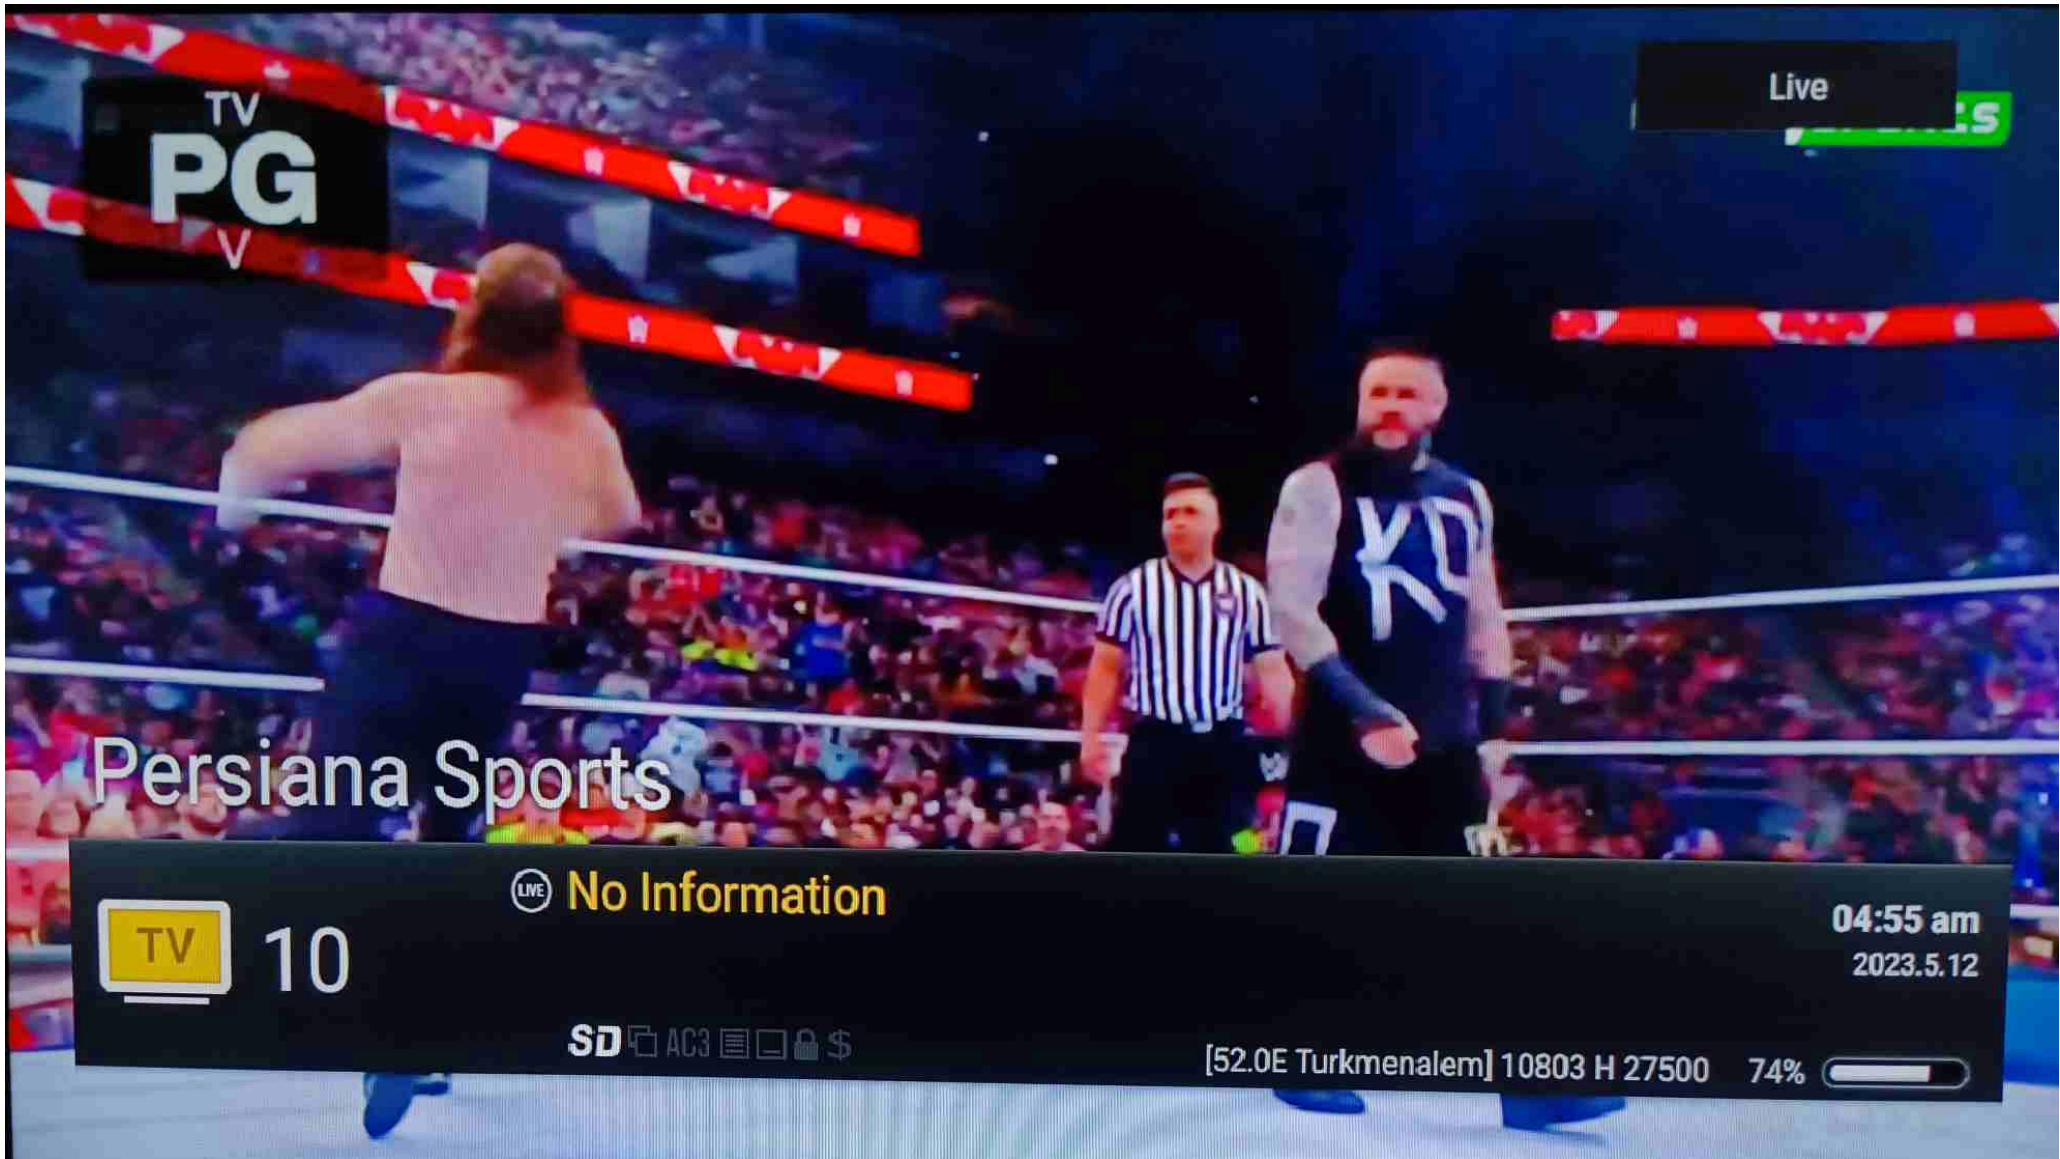 TV
PG
V
Live
KO
Persiana Sports
LIVE No Information
TV 10
04:55 am
2023.5.12
SD AC3 $
[52.0E Turkmenalem] 10803 H 27500 74%